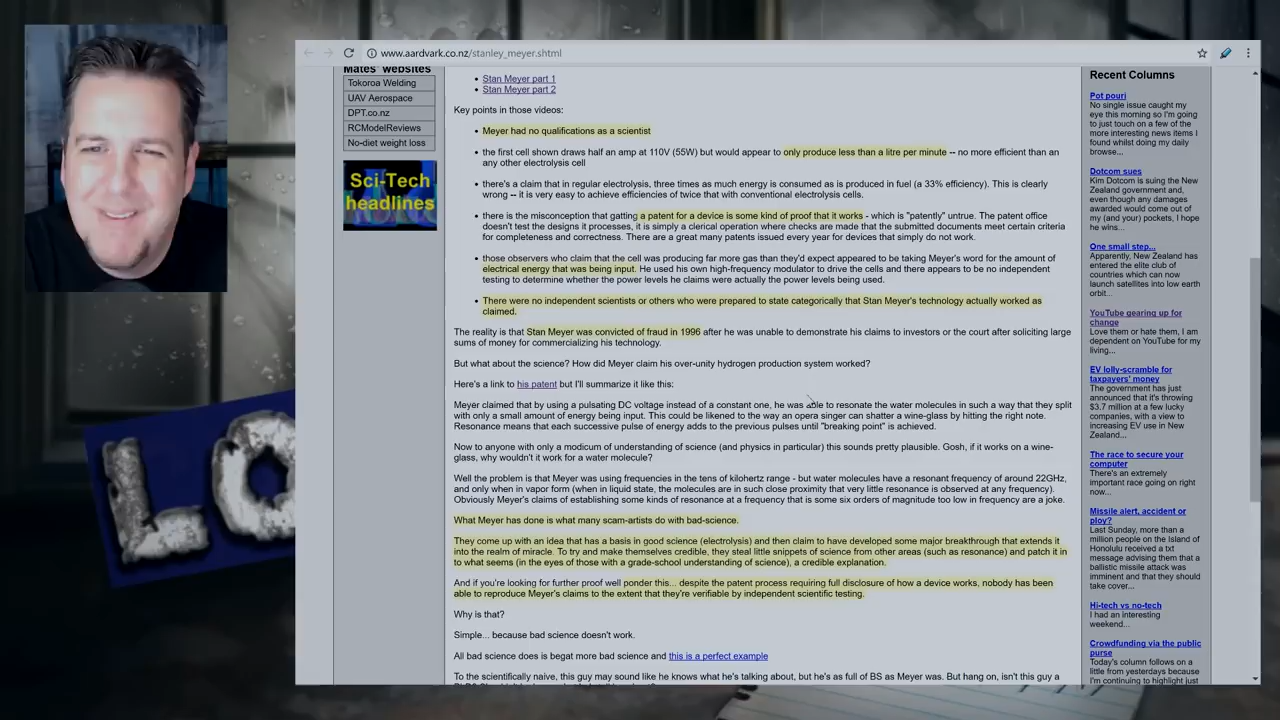 www.aardvark.co.nz/stanley_meyer.shtml
Mates' websites
Tokoroa Welding
UAV Aerospace
DPT.co.nz
RCModelReviews
No-diet weight loss
Sci-Tech
headlines
Stan Meyer part 1
Stan Meyer part 2
Key points in those videos:
Meyer had no qualifications as a scientist
the first cell shown draws half an amp at 110V (55W) but would appear to only produce less than a litre per minute -- no more efficient than an
any other electrolysis cell
there's a claim that in regular electrolysis, three times as much energy is consumed as is produced in fuel (a 33% efficiency). This is clearly
wrong -- it is very easy to achieve efficiencies of twice that with conventional electrolysis cells.
there is the misconception that gatting a patent for a device is some kind of proof that it works - which is "patently" untrue. The patent office
doesn't test the designs it processes, it is simply a clerical operation where checks are made that the submitted documents meet certain criteria
for completeness and correctness. There are a great many patents issued every year for devices that simply do not work.
those observers who claim that the cell was producing far more gas than they'd expect appeared to be taking Meyer's word for the amount of
electrical energy that was being input. He used his own high-frequency modulator to drive the cells and there appears to be no independent
testing to determine whether the power levels he claims were actually the power levels being used.
There were no independent scientists or others who were prepared to state categorically that Stan Meyer's technology actually worked as
claimed.
The reality is that Stan Meyer was convicted of fraud in 1996 after he was unable to demonstrate his claims to investors or the court after soliciting large
sums of money for commercializing his technology.
But what about the science? How did Meyer claim his over-unity hydrogen production system worked?
Here's a link to his patent but I'll summarize it like this:
Meyer claimed that by using a pulsating DC voltage instead of a constant one, he was able to resonate the water molecules in such a way that they split
with only a small amount of energy being input. This could be likened to the way an opera singer can shatter a wine-glass by hitting the right note.
Resonance means that each successive pulse of energy adds to the previous pulses until "breaking point" is achieved.
Now to anyone with only a modicum of understanding of science (and physics in particular) this sounds pretty plausible. Gosh, if it works on a wine-
glass, why wouldn't it work for a water molecule?
Well the problem is that Meyer was using frequencies in the tens of kilohertz range - but water molecules have a resonant frequency of around 22GHz,
and only when in vapor form (when in liquid state, the molecules are in such close proximity that very little resonance is observed at any frequency).
Obviously Meyer's claims of establishing some kinds of resonance at a frequency that is some six orders of magnitude too low in frequency are a joke.
What Meyer has done is what many scam-artists do with bad-science.
They come up with an idea that has a basis in good science (electrolysis) and then claim to have developed some major breakthrough that extends it
into the realm of miracle. To try and make themselves credible, they steal little snippets of science from other areas (such as resonance) and patch it in
to what seems (in the eyes of those with a grade-school understanding of science), a credible explanation.
And if you're looking for further proof well ponder this... despite the patent process requiring full disclosure of how a device works, nobody has been
able to reproduce Meyer's claims to the extent that they're verifiable by independent scientific testing.
Why is that?
Simple... because bad science doesn't work.
All bad science does is begat more bad science and this is a perfect example
To the scientifically naive, this guy may sound like he knows what he's talking about, but he's as full of BS as Meyer was. But hang on, isn't this guy a
Recent Columns
Pot pouri
No single issue caught my
eye this morning so I'm going
to just touch on a few of the
more interesting news items I
found whilst doing my daily
browse...
Dotcom sues
Kim Dotcom is suing the
New Zealand government and,
even though any damages
awarded would come out of
my (and your) pockets, I hope
he wins...
One small step...
Apparently, New Zealand has
entered the elite club of
countries which can now
launch satellites into low earth
orbit...
YouTube gearing up for
change
Love them or hate them, I am
dependent on YouTube for my
living...
EV lolly-scramble for
taxpayers' money
The government has just
announced that it's throwing
$3.7 million at a few lucky
companies, with a view to
increasing EV use in New
Zealand...
The race to secure your
computer
There's an extremely
important race going on right
now...
Missile alert, accident or
ploy?
Last Sunday, more than a
million people on the Island of
Honolulu received a txt
message advising them that a
ballistic missile attack was
imminent and that they should
take cover...
Hi-tech vs no-tech
I had an interesting
weekend...
Crowdfunding via the public
purse
Today's column follows on a
little from yesterdays because
I'm continuing to highlight just
LO